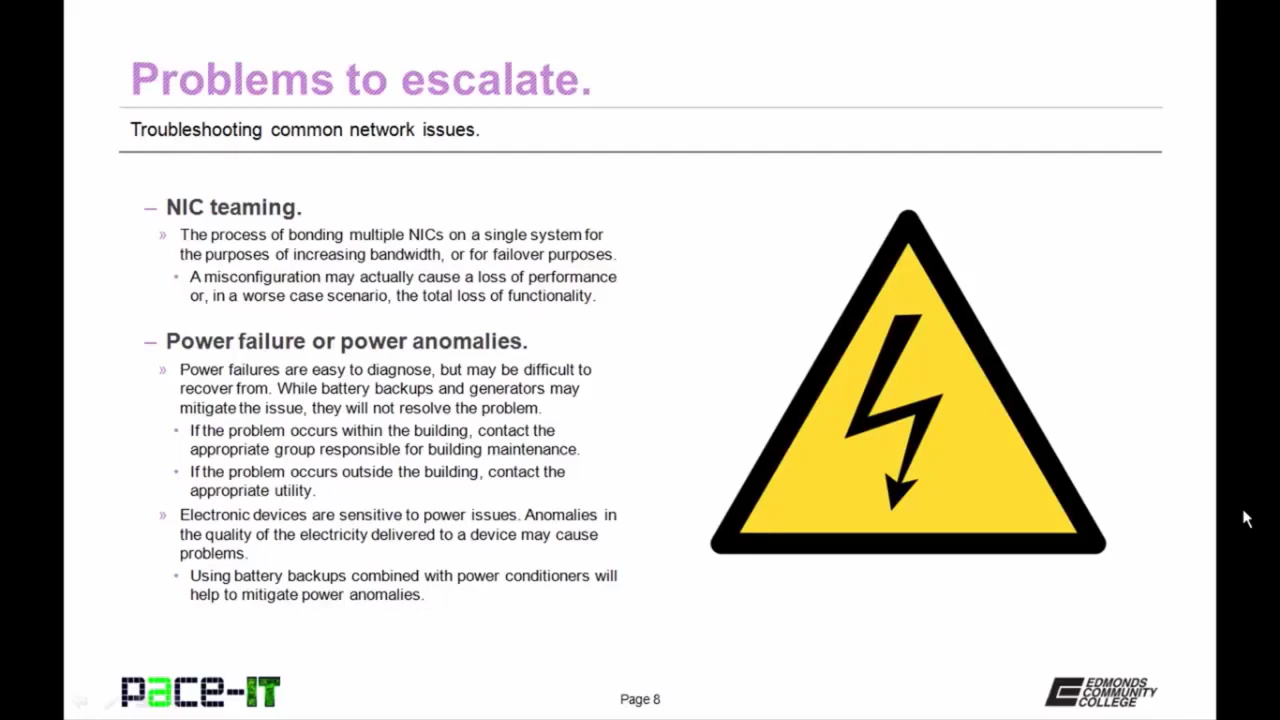 Problems to escalate.
Troubleshooting common network issues.
– NIC teaming.
» The process of bonding multiple NICs on a single system for
the purposes of increasing bandwidth, or for failover purposes.
• A misconfiguration may actually cause a loss of performance
or, in a worse case scenario, the total loss of functionality.
– Power failure or power anomalies.
» Power failures are easy to diagnose, but may be difficult to
recover from. While battery backups and generators may
mitigate the issue, they will not resolve the problem.
• If the problem occurs within the building, contact the
appropriate group responsible for building maintenance.
• If the problem occurs outside the building, contact the
appropriate utility.
» Electronic devices are sensitive to power issues. Anomalies in
the quality of the electricity delivered to a device may cause
problems.
• Using battery backups combined with power conditioners will
help to mitigate power anomalies.
pace-IT
Page 8
EDMONDS
COMMUNITY
COLLEGE